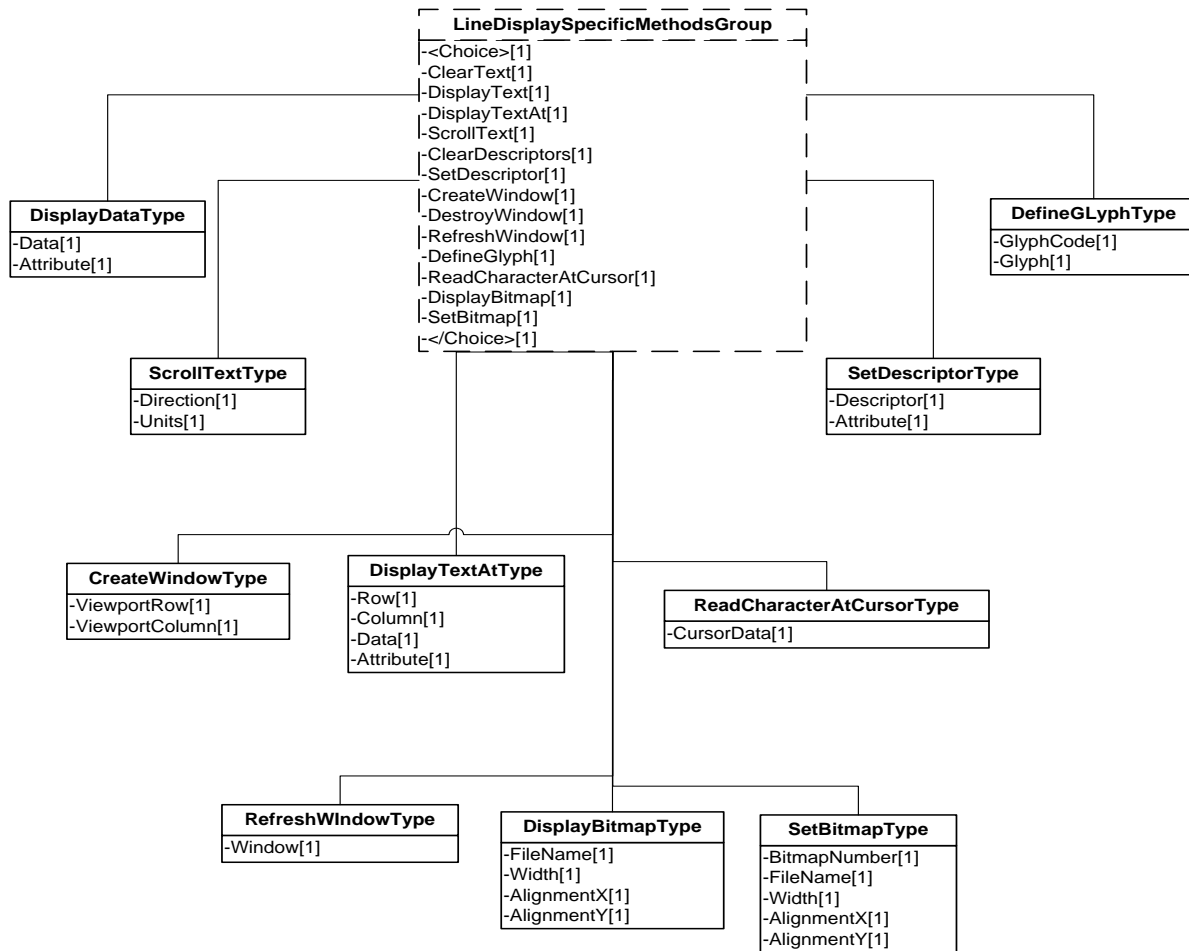 LineDisplaySpecificMethodsGroup
-<Choice>[1]
-ClearText[1]
-DisplayText[1]
-DisplayTextAt[1]
-ScrollText[1]
-ClearDescriptors[1]
-SetDescriptor[1]
-CreateWindow[1]
-DestroyWindow[1]
-RefreshWindow[1]
-DefineGlyph[1]
-ReadCharacterAtCursor[1]
-DisplayBitmap[1]
-SetBitmap[1]
-</Choice>[1]
DisplayDataType
-Data[1]
-Attribute[1]
DefineGLyphType
-GlyphCode[1]
-Glyph[1]
ScrollTextType
-Direction[1]
-Units[1]
SetDescriptorType
-Descriptor[1]
-Attribute[1]
CreateWindowType
-ViewportRow[1]
-ViewportColumn[1]
DisplayTextAtType
-Row[1]
-Column[1]
-Data[1]
-Attribute[1]
ReadCharacterAtCursorType
-CursorData[1]
RefreshWIndowType
-Window[1]
DisplayBitmapType
-FileName[1]
-Width[1]
-AlignmentX[1]
-AlignmentY[1]
SetBitmapType
-BitmapNumber[1]
-FileName[1]
-Width[1]
-AlignmentX[1]
-AlignmentY[1]